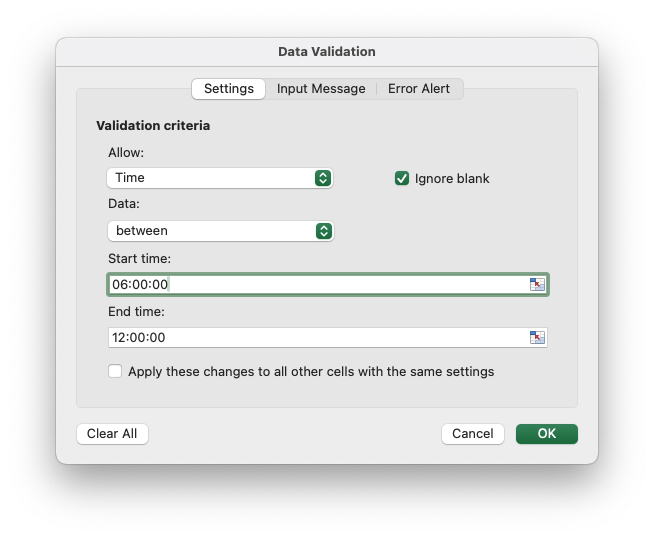 Data Validation
Settings Input Message Error Alert
Validation criteria
Allow:
Time Ignore blank
Data:
between
Start time:
06:00:00
End time:
12:00:00
Apply these changes to all other cells with the same settings
Clear All Cancel OK